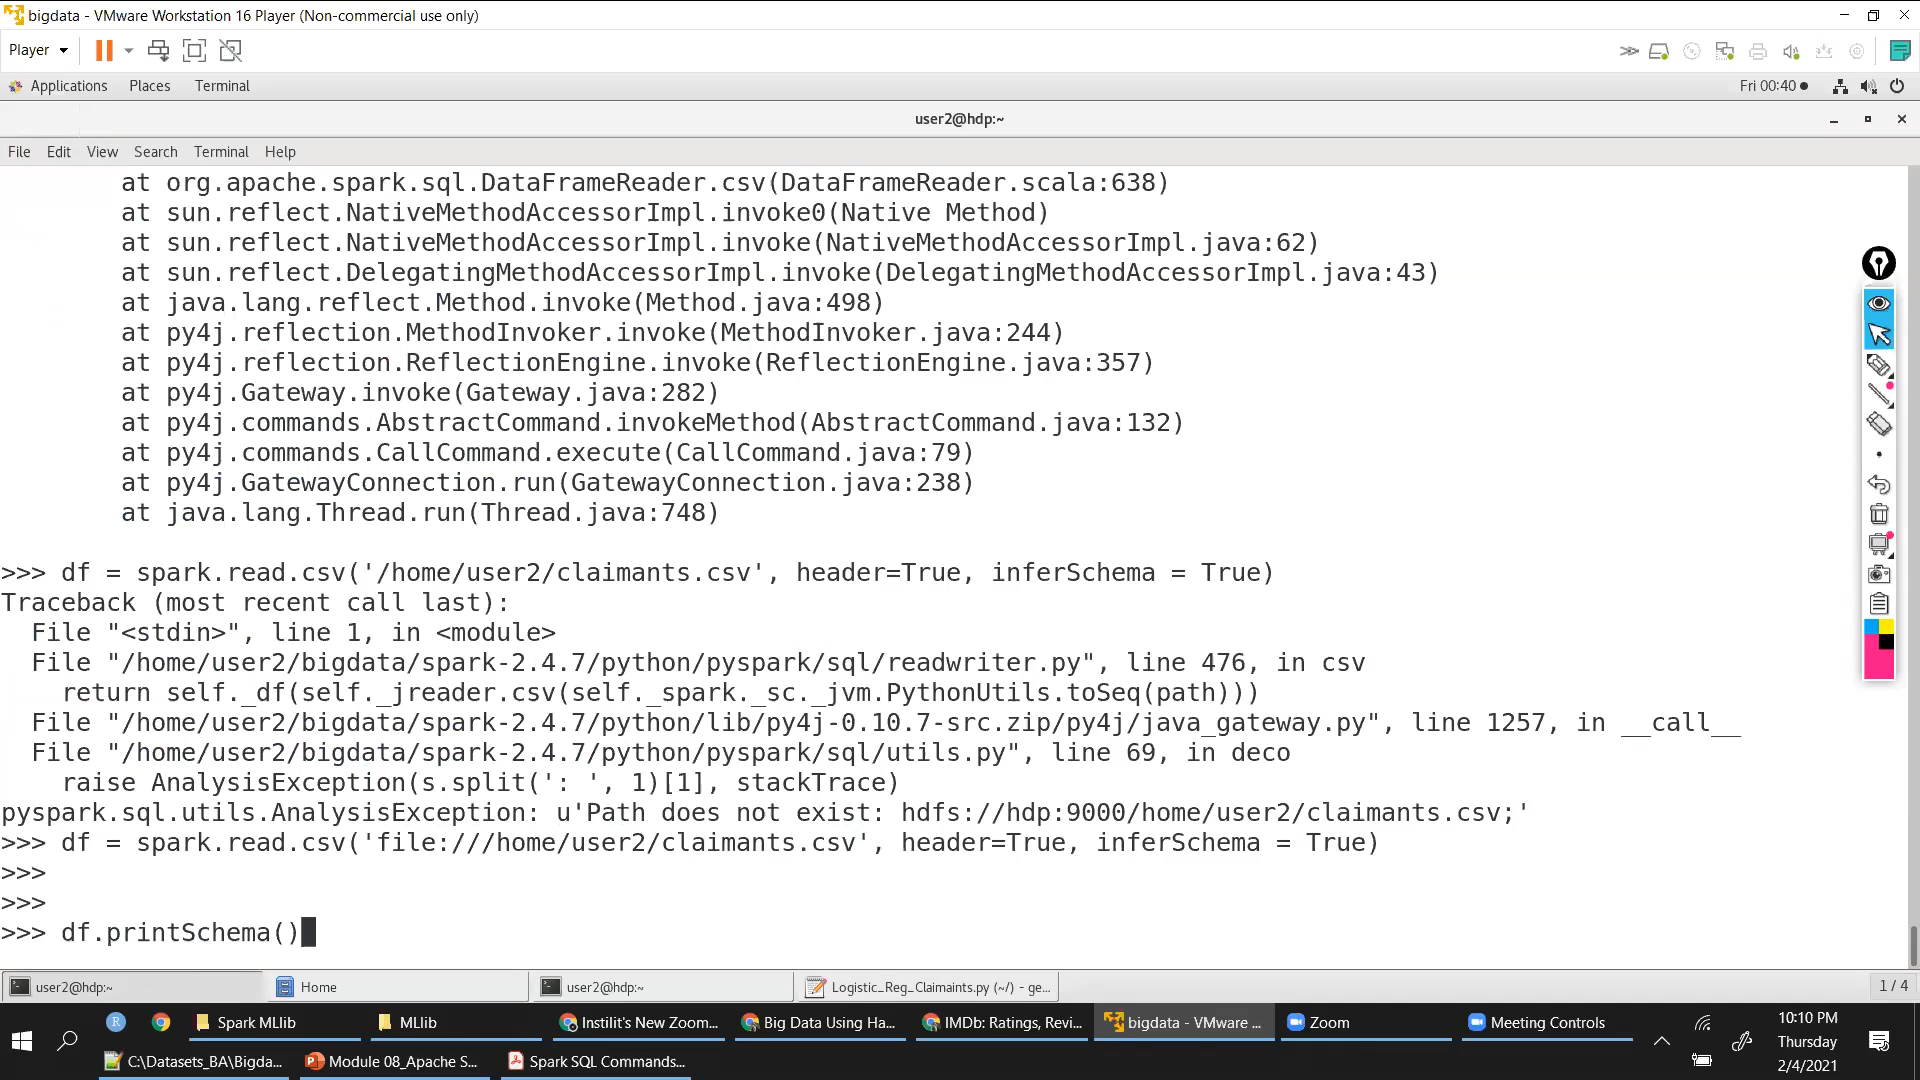 bigdata - VMware Workstation 16 Player (Non-commercial use only)
Player
Applications Places Terminal Fri 00:40
user2@hdp:~
File Edit View Search Terminal Help
at org.apache.spark.sql.DataFrameReader.csv(DataFrameReader.scala:638)
at sun.reflect.NativeMethodAccessorImpl.invoke0(Native Method)
at sun.reflect.NativeMethodAccessorImpl.invoke(NativeMethodAccessorImpl.java:62)
at sun.reflect.DelegatingMethodAccessorImpl.invoke(DelegatingMethodAccessorImpl.java:43)
at java.lang.reflect.Method.invoke(Method.java:498)
at py4j.reflection.MethodInvoker.invoke(MethodInvoker.java:244)
at py4j.reflection.ReflectionEngine.invoke(ReflectionEngine.java:357)
at py4j.Gateway.invoke(Gateway.java:282)
at py4j.commands.AbstractCommand.invokeMethod(AbstractCommand.java:132)
at py4j.commands.CallCommand.execute(CallCommand.java:79)
at py4j.GatewayConnection.run(GatewayConnection.java:238)
at java.lang.Thread.run(Thread.java:748)
>>> df = spark.read.csv('/home/user2/claimants.csv', header=True, inferSchema = True)
Traceback (most recent call last):
File "<stdin>", line 1, in <module>
File "/home/user2/bigdata/spark-2.4.7/python/pyspark/sql/readwriter.py", line 476, in csv
return self._df(self._jreader.csv(self._spark._sc._jvm.PythonUtils.toSeq(path)))
File "/home/user2/bigdata/spark-2.4.7/python/lib/py4j-0.10.7-src.zip/py4j/java_gateway.py", line 1257, in __call__
File "/home/user2/bigdata/spark-2.4.7/python/pyspark/sql/utils.py", line 69, in deco
raise AnalysisException(s.split(': ', 1)[1], stackTrace)
pyspark.sql.utils.AnalysisException: u'Path does not exist: hdfs://hdp:9000/home/user2/claimants.csv;'
>>> df = spark.read.csv('file:///home/user2/claimants.csv', header=True, inferSchema = True)
>>>
>>>
>>> df.printSchema()
user2@hdp:~ Home user2@hdp:~ Logistic_Reg_Claimaints.py (~/) - ge... 1 / 4
R Spark MLlib MLlib Instilit's New Zoom... Big Data Using Ha... IMDb: Ratings, Revi... bigdata - VMware ... Zoom Meeting Controls 10:10 PM
Thursday
C:\Datasets_BA\Bigda... Module 08_Apache S... Spark SQL Commands... 2/4/2021